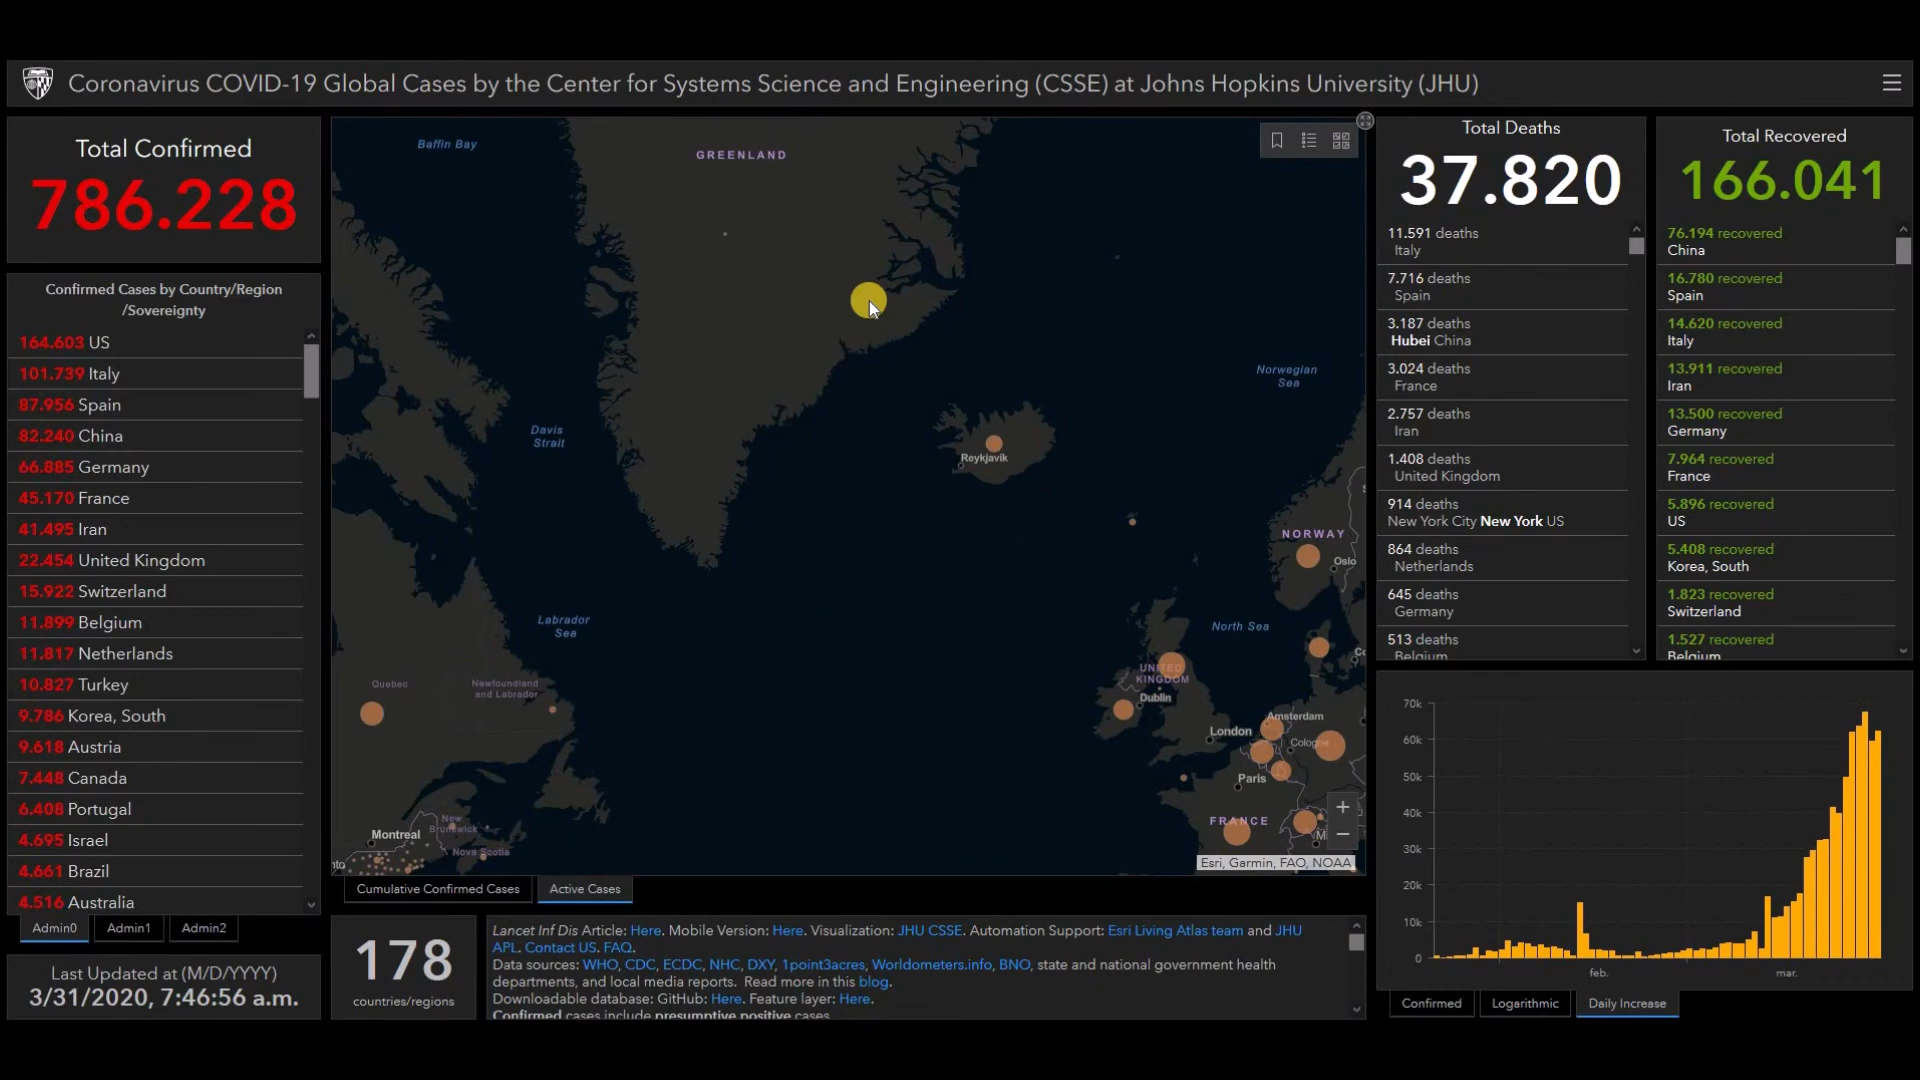 Coronavirus COVID-19 Global Cases by the Center for Systems Science and Engineering (CSSE) at Johns Hopkins University (JHU)
Total Confirmed
786.228
Confirmed Cases by Country/Region
/Sovereignty
164.603 US
101.739 Italy
87.956 Spain
82.240 China
66.885 Germany
45.170 France
41.495 Iran
22.454 United Kingdom
15.922 Switzerland
11.899 Belgium
11.817 Netherlands
10.827 Turkey
9.786 Korea, South
9.618 Austria
7.448 Canada
6.408 Portugal
4.695 Israel
4.661 Brazil
4.516 Australia
Admin0
Admin1
Admin2
Last Updated at (M/D/YYYY)
3/31/2020, 7:46:56 a.m.
Baffin Bay
GREENLAND
Norwegian
Sea
Davis
Strait
Reykjavik
NORWAY
Oslo
Labrador
Sea
North Sea
UNITED
KINGDOM
Quebec
Newfoundland
and Labrador
Dublin
Amsterdam
London
Cologne
Paris
FRANCE
New
Brunswick
Montreal
Nova Scotia
Esri, Garmin, FAO, NOAA
Cumulative Confirmed Cases
Active Cases
178
countries/regions
Lancet Inf Dis Article: Here. Mobile Version: Here. Visualization: JHU CSSE. Automation Support: Esri Living Atlas team and JHU
APL. Contact US. FAQ.
Data sources: WHO, CDC, ECDC, NHC, DXY, 1point3acres, Worldometers.info, BNO, state and national government health
departments, and local media reports. Read more in this blog.
Downloadable database: GitHub: Here. Feature layer: Here.
Confirmed cases include presumptive positive cases
Total Deaths
37.820
11.591 deaths
Italy
7.716 deaths
Spain
3.187 deaths
Hubei China
3.024 deaths
France
2.757 deaths
Iran
1.408 deaths
United Kingdom
914 deaths
New York City New York US
864 deaths
Netherlands
645 deaths
Germany
513 deaths
Belgium
Total Recovered
166.041
76.194 recovered
China
16.780 recovered
Spain
14.620 recovered
Italy
13.911 recovered
Iran
13.500 recovered
Germany
7.964 recovered
France
5.896 recovered
US
5.408 recovered
Korea, South
1.823 recovered
Switzerland
1.527 recovered
Belgium
70k
60k
50k
40k
30k
20k
10k
0
feb.
mar.
Confirmed
Logarithmic
Daily Increase